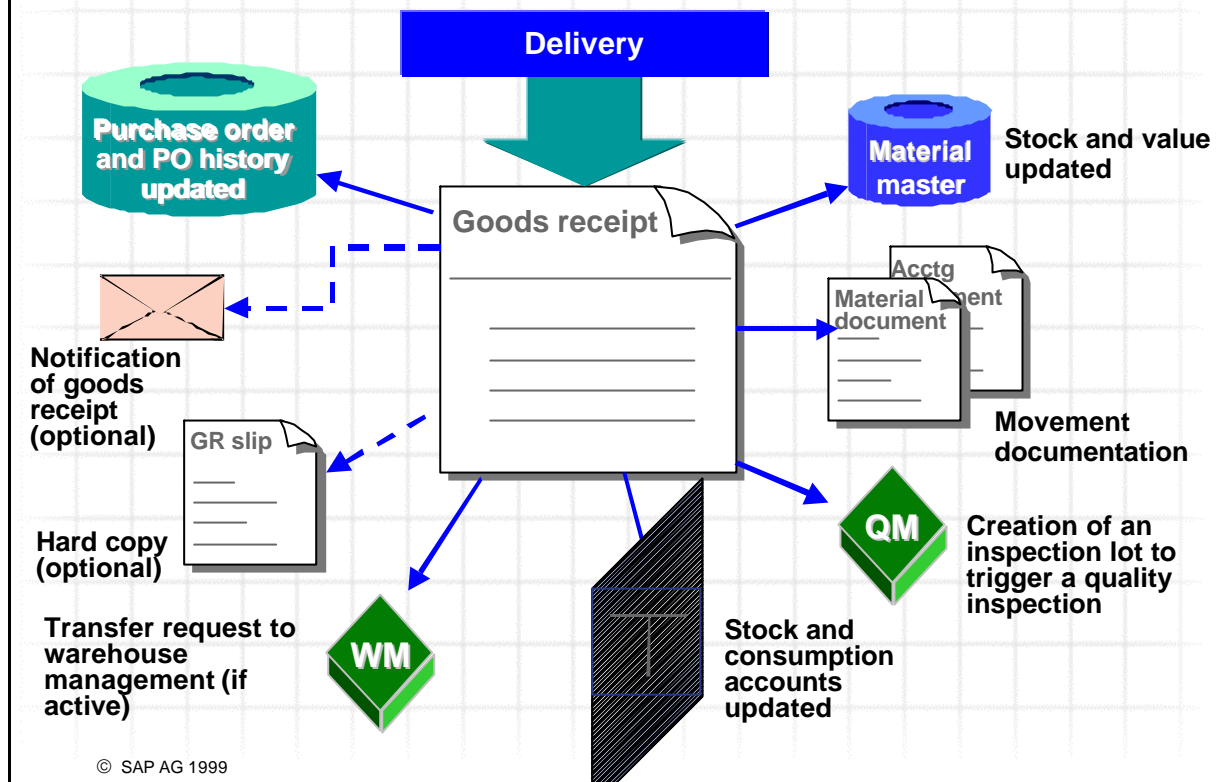 Delivery
Purchase order
and PO history
updated
Material
master
Stock and value
updated
Goods receipt
Acctg
ment
Material
document
Notification
of goods
receipt
(optional)
Movement
documentation
GR slip
Hard copy
(optional)
QM
Creation of an
inspection lot to
trigger a quality
inspection
Transfer request to
warehouse
management (if
active)
WM
T
Stock and
consumption
accounts
updated
© SAP AG 1999